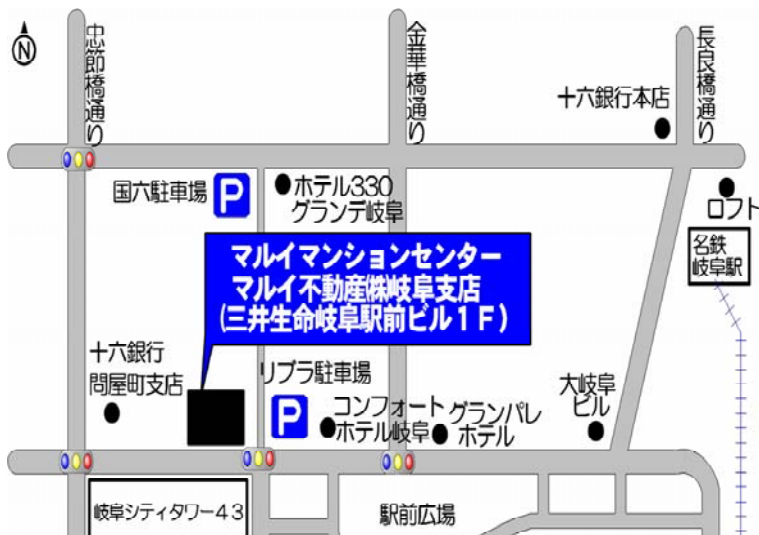 N
忠節橋通り
金華橋通り
長良橋通り
十六銀行本店
国六駐車場
P
ホテル330
グランデ岐阜
ロフト
名鉄
岐阜駅
マルイマンションセンター
マルイ不動産㈱岐阜支店
(三井生命岐阜駅前ビル1F)
十六銀行
問屋町支店
リブラ駐車場
P
コンフォート
ホテル岐阜
グランパレ
ホテル
大岐阜
ビル
岐阜シティタワー43
駅前広場